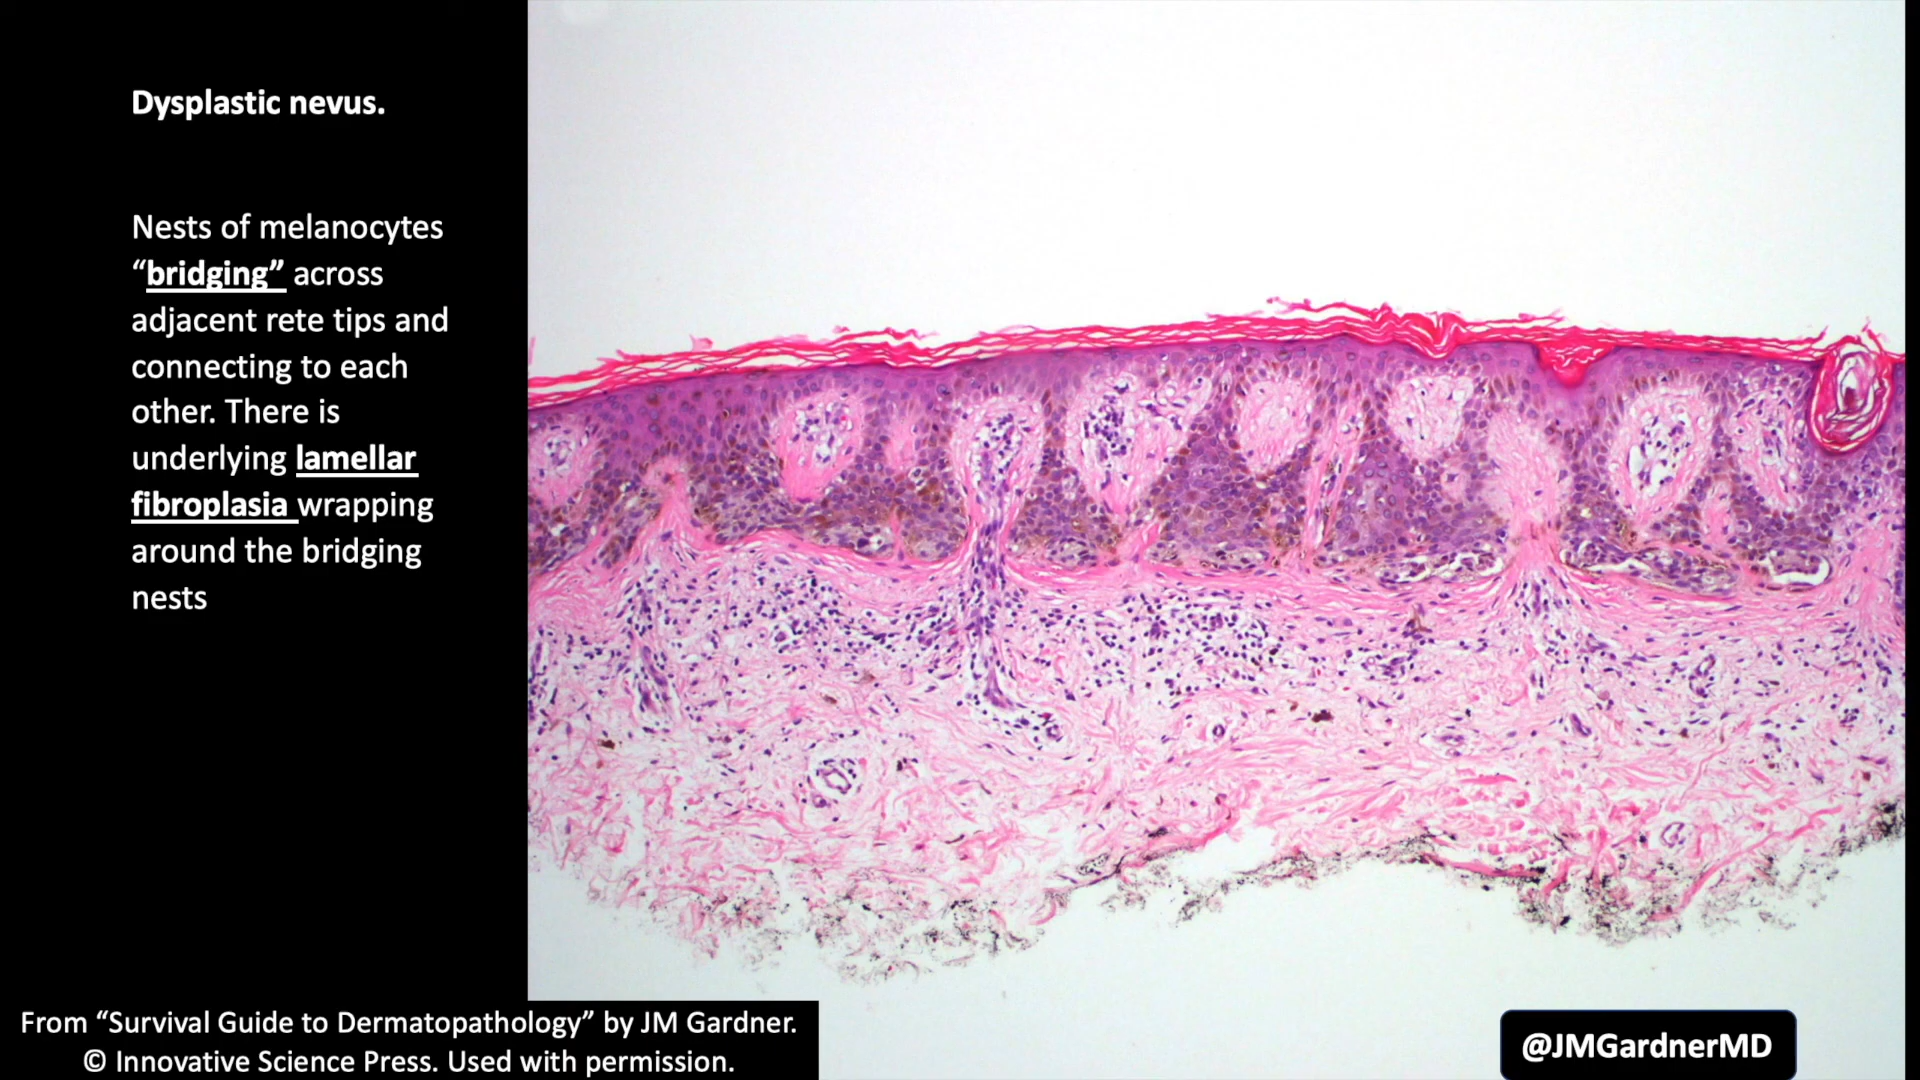 Dysplastic nevus.
Nests of melanocytes
“bridging” across
adjacent rete tips and
connecting to each
other. There is
underlying lamellar
fibroplasia wrapping
around the bridging
nests
From “Survival Guide to Dermatopathology” by JM Gardner.
© Innovative Science Press. Used with permission.
@JMGardnerMD